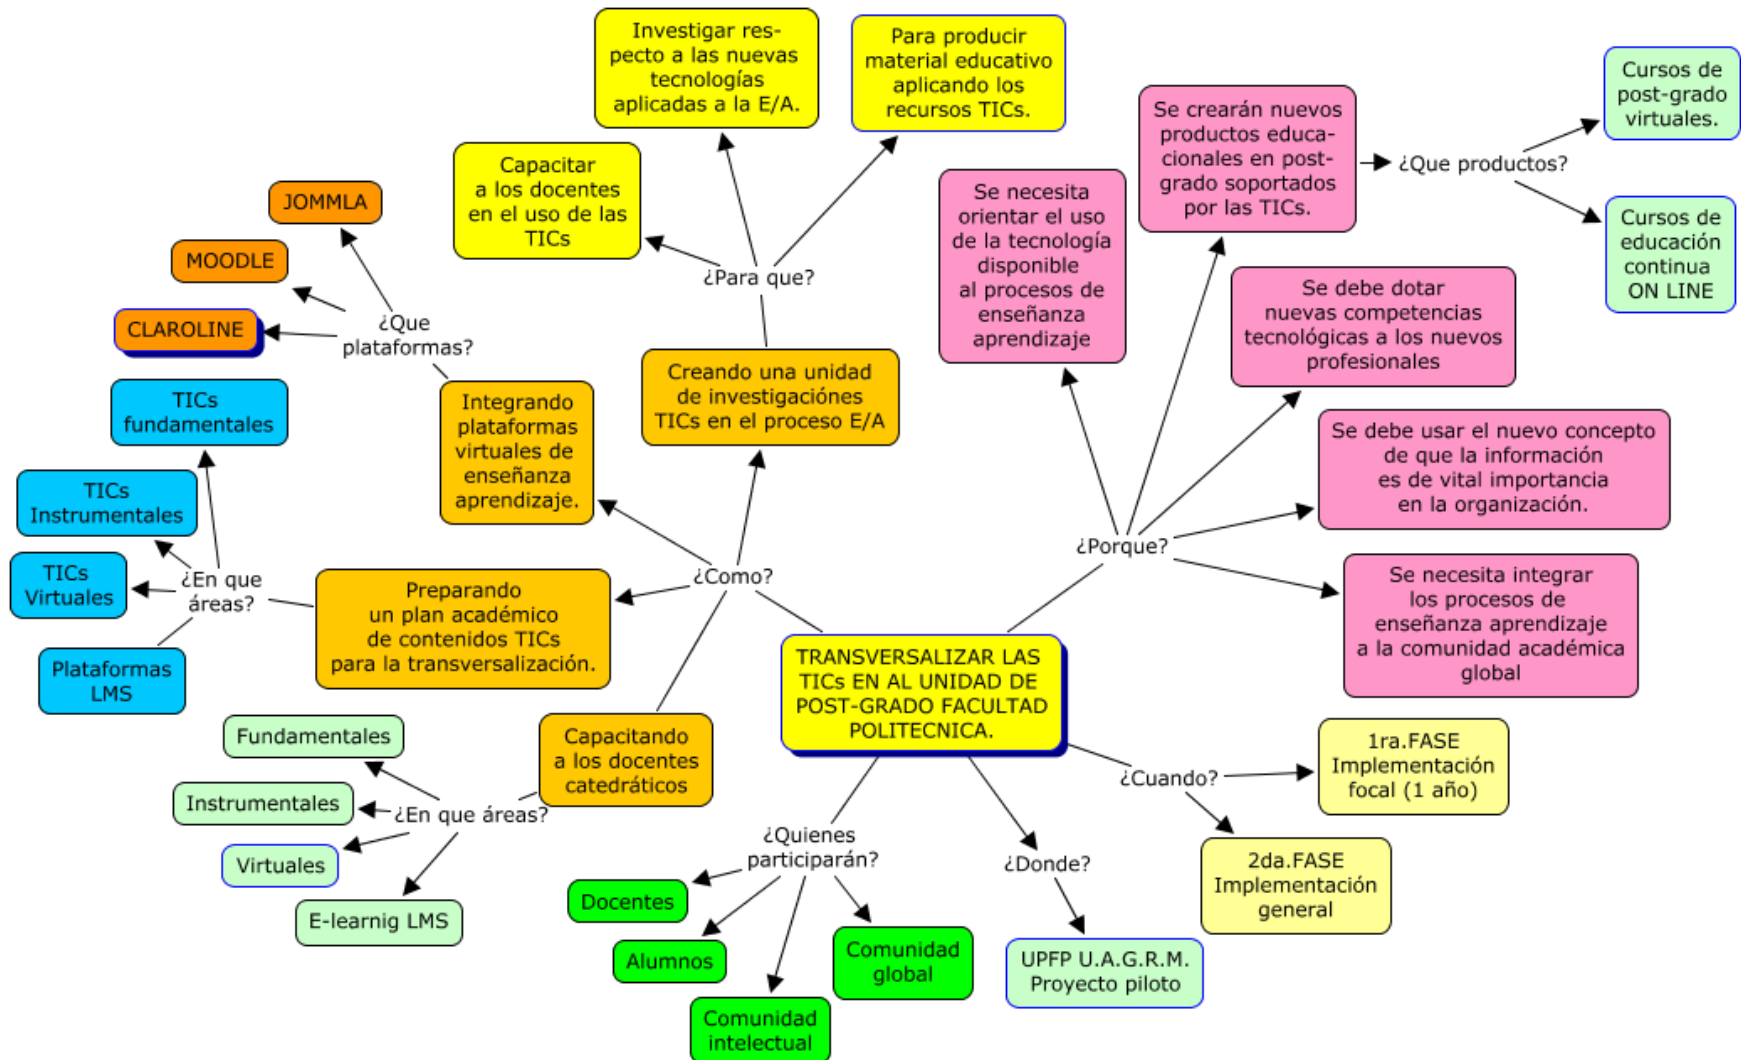 Investigar res-
pecto a las nuevas
tecnologías
aplicadas a la E/A.
Para producir
material educativo
aplicando los
recursos TICs.
Cursos de
post-grado
virtuales.
Se crearán nuevos
productos educa-
cionales en post-
grado soportados
por las TICs.
¿Que productos?
Cursos de
educación
continua
ON LINE
Capacitar
a los docentes
en el uso de las
TICs
Se necesita
orientar el uso
de la tecnología
disponible
al procesos de
enseñanza
aprendizaje
JOMMLA
MOODLE
CLAROLINE
¿Que
plataformas?
¿Para que?
Se debe dotar
nuevas competencias
tecnológicas a los nuevos
profesionales
TICs
fundamentales
Integrando
plataformas
virtuales de
enseñanza
aprendizaje.
Creando una unidad
de investigaciónes
TICs en el proceso E/A
Se debe usar el nuevo concepto
de que la información
es de vital importancia
en la organización.
TICs
Instrumentales
TICs
Virtuales
¿En que
áreas?
Plataformas
LMS
Preparando
un plan académico
de contenidos TICs
para la transversalización.
¿Como?
¿Porque?
Se necesita integrar
los procesos de
enseñanza aprendizaje
a la comunidad académica
global
TRANSVERSALIZAR LAS
TICs EN AL UNIDAD DE
POST-GRADO FACULTAD
POLITECNICA.
Fundamentales
Instrumentales
Virtuales
E-learnig LMS
¿En que áreas?
Capacitando
a los docentes
catedráticos
¿Cuando?
1ra.FASE
Implementación
focal (1 año)
2da.FASE
Implementación
general
¿Quienes
participarán?
¿Donde?
Docentes
Alumnos
Comunidad
intelectual
Comunidad
global
UPFP U.A.G.R.M.
Proyecto piloto